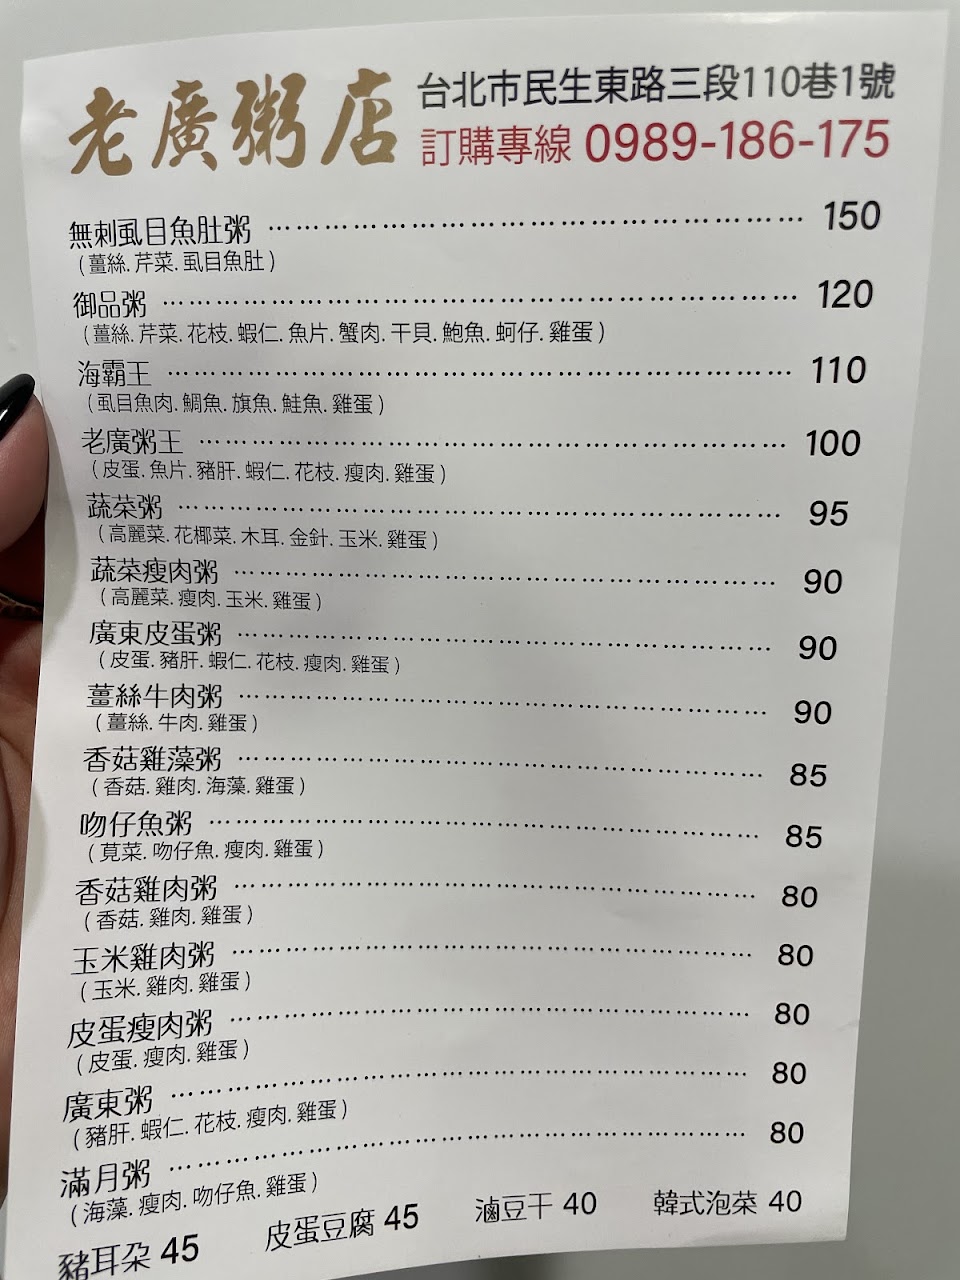 老廣粥店
台北市民生東路三段110巷1號
訂購專線 0989-186-175
無刺虱目魚肚粥 ……………………………………………… 150
(薑絲. 芹菜. 虱目魚肚)
御品粥 ……………………………………………… 120
(薑絲. 芹菜. 花枝. 蝦仁. 魚片. 蟹肉. 干貝. 鮑魚. 蚵仔. 雞蛋)
海霸王 ……………………………………………… 110
(虱目魚肉. 鯛魚. 旗魚. 鮭魚. 雞蛋)
老廣粥王 ……………………………………………… 100
(皮蛋. 魚片. 豬肝. 蝦仁. 花枝. 瘦肉. 雞蛋)
蔬菜粥 ……………………………………………… 95
(高麗菜. 花椰菜. 木耳. 金針. 玉米. 雞蛋)
蔬菜瘦肉粥 ……………………………………………… 90
(高麗菜. 瘦肉. 玉米. 雞蛋)
廣東皮蛋粥 ……………………………………………… 90
(皮蛋. 豬肝. 蝦仁. 花枝. 瘦肉. 雞蛋)
薑絲牛肉粥 ……………………………………………… 90
(薑絲. 牛肉. 雞蛋)
香菇雞藻粥 ……………………………………………… 85
(香菇. 雞肉. 海藻. 雞蛋)
吻仔魚粥 ……………………………………………… 85
(莧菜. 吻仔魚. 瘦肉. 雞蛋)
香菇雞肉粥 ……………………………………………… 80
(香菇. 雞肉. 雞蛋)
玉米雞肉粥 ……………………………………………… 80
(玉米. 雞肉. 雞蛋)
皮蛋瘦肉粥 ……………………………………………… 80
(皮蛋. 瘦肉. 雞蛋)
廣東粥 ……………………………………………… 80
(豬肝. 蝦仁. 花枝. 瘦肉. 雞蛋)
滿月粥 ……………………………………………… 80
(海藻. 瘦肉. 吻仔魚. 雞蛋)
豬耳朵 45 皮蛋豆腐 45 滷豆干 40 韓式泡菜 40